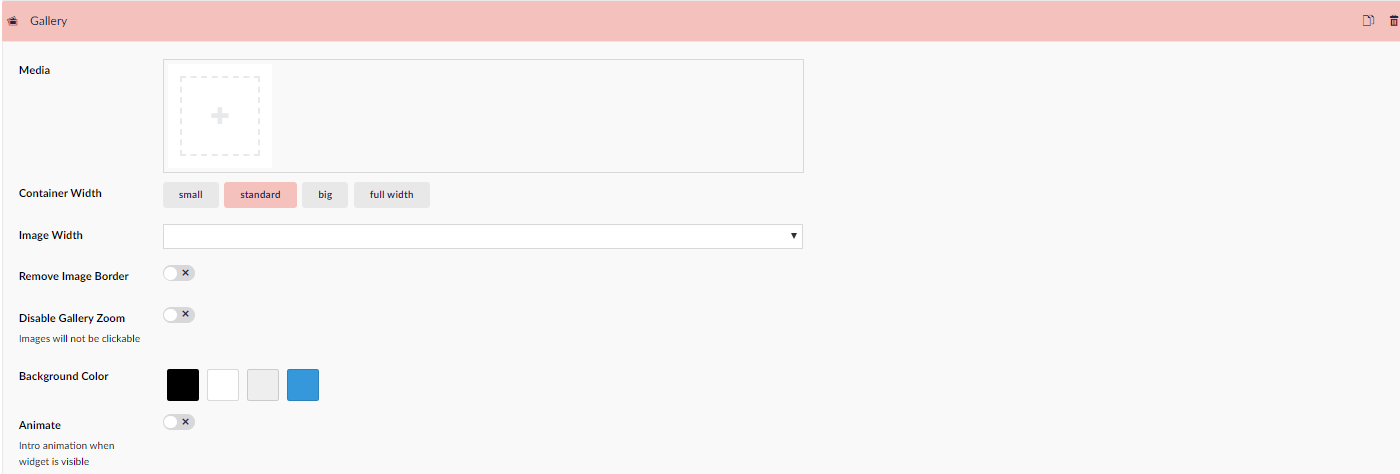 Gallery
Media
Container Width
small standard big full width
Image Width
Remove Image Border
Disable Gallery Zoom
Images will not be clickable
Background Color
Animate
Intro animation when
widget is visible